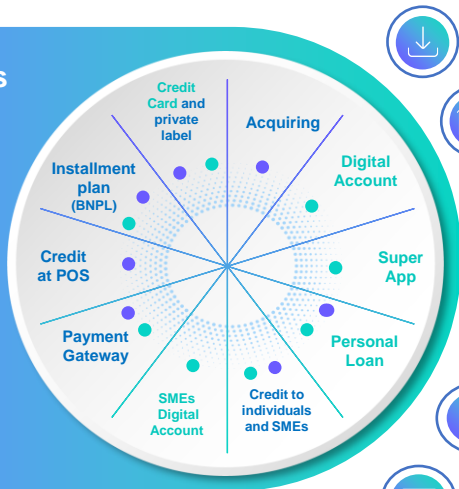 s
Credit
Card and
private
label
Acquiring
Digital
Account
Super
App
Personal
Loan
Credit to
individuals
and SMEs
SMEs
Digital
Account
Payment
Gateway
Credit
at POS
Installment
plan
(BNPL)